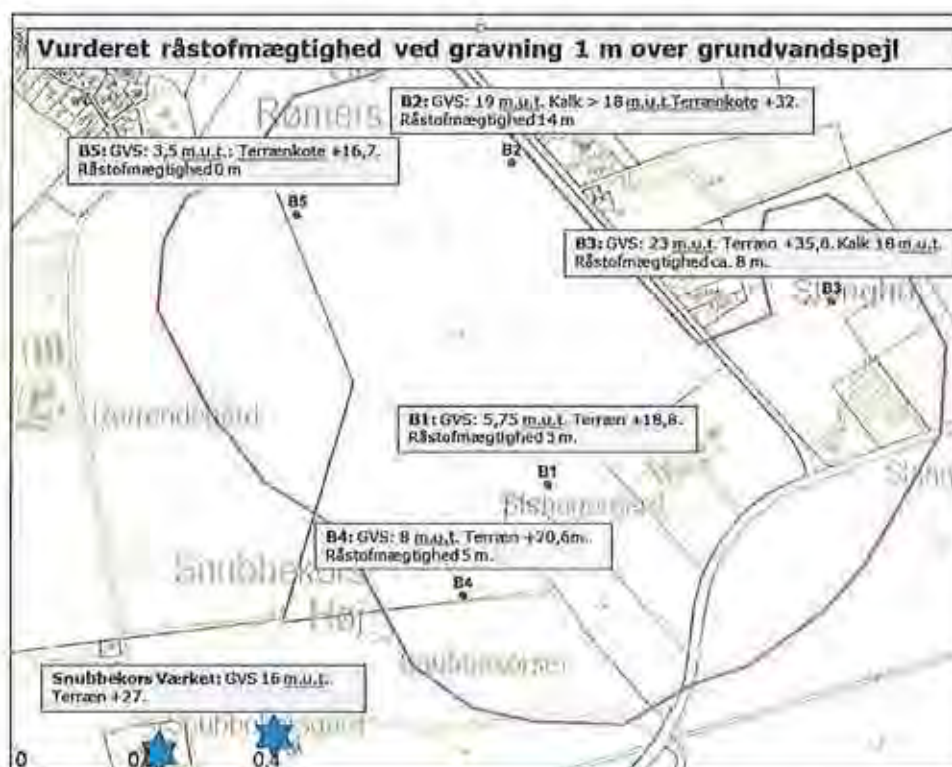 Vurderet råstofmægtighed ved gravning 1 m over grundvandspejl
Rømers
B2: GVS: 19 m.u.t. Kalk > 18 m.u.t.Terrænkote +32.
Råstofmægtighed 14 m
B5: GVS: 3,5 m.u.t.: Terrænkote +16,7.
Råstofmægtighed 0 m
B2
B5
B3: GVS: 23 m.u.t. Terræn +35,8. Kalk 18 m.u.t.
Råstofmægtighed ca. 8 m.
B3
B1: GVS: 5,75 m.u.t. Terræn +18,8.
Råstofmægtighed 3 m.
B1
B4: GVS: 8 m.u.t. Terræn +20,6m.
Råstofmægtighed 5 m.
Snubbekors
Høj
B4
Snubbekors Værket: GVS 16 m.u.t.
Terræn +27.
0
0,4